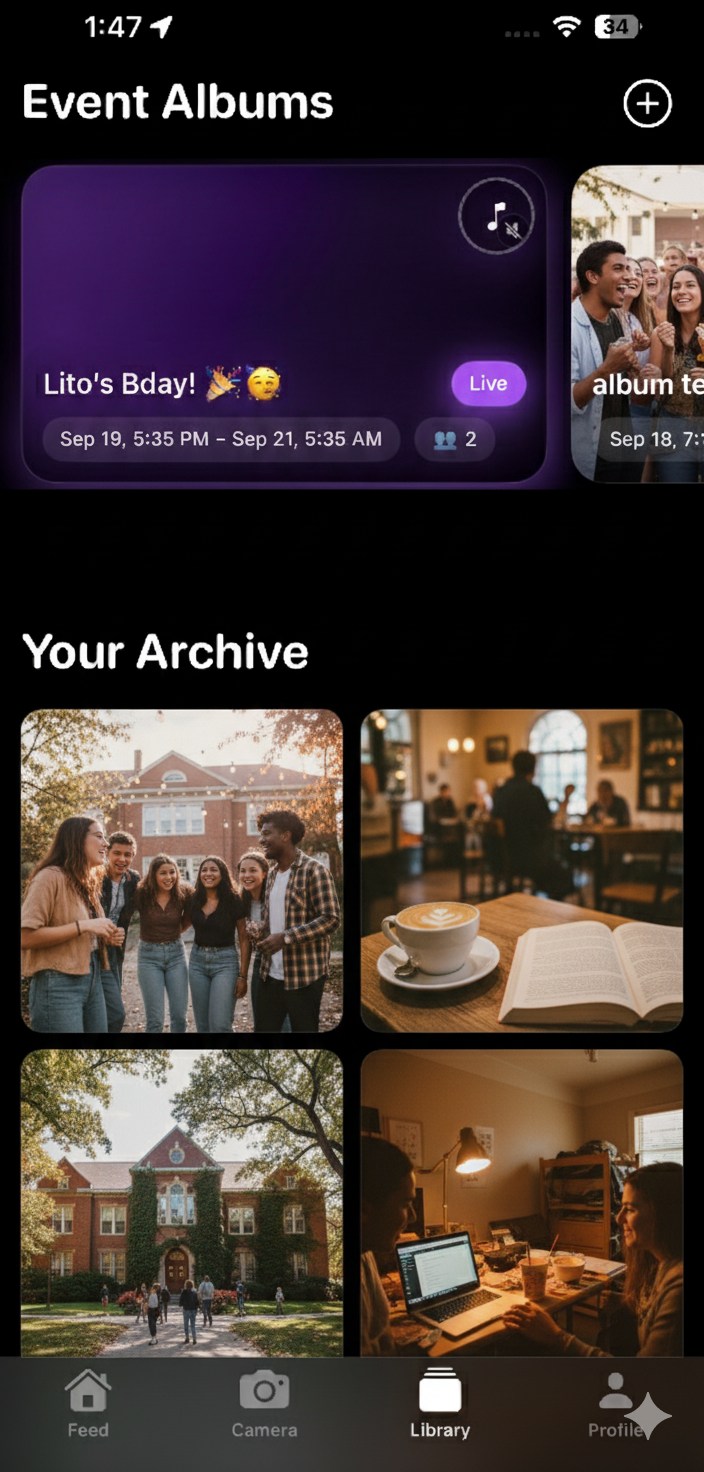 1:47
34
Event Albums
Lito's Bday! 🎉🥳
Live
Sep 19, 5:35 PM – Sep 21, 5:35 AM
👥 2
album te
Sep 18, 7:
Your Archive
Feed
Camera
Library
Profile